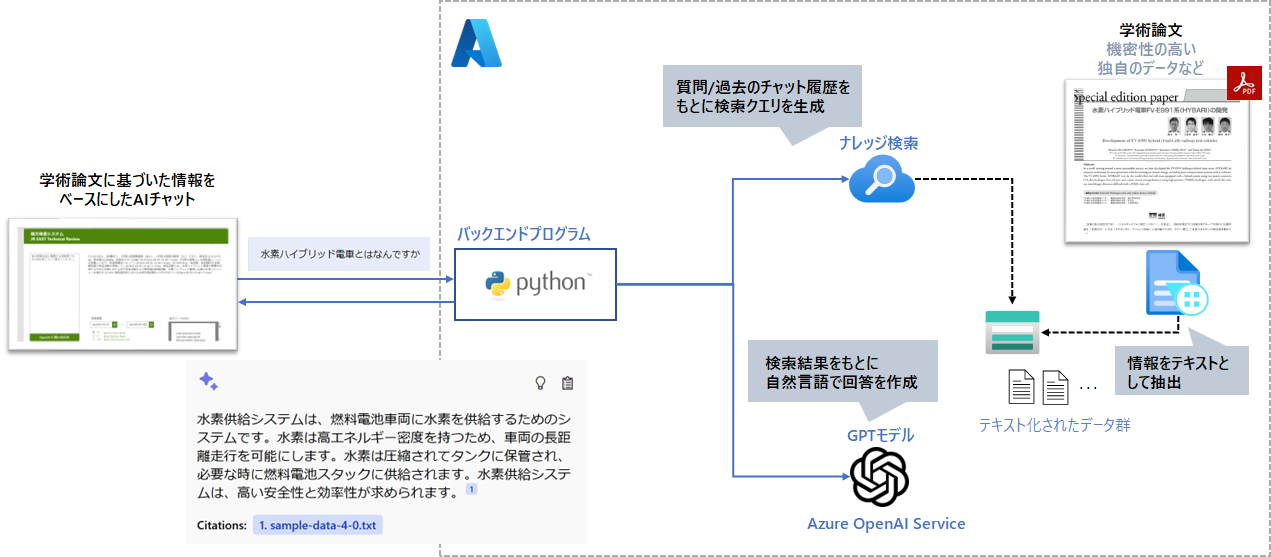 学術論文
機密性の高い
独自のデータなど
PDF
Special edition paper
水素ハイブリッド電車FV-E991系(HYBARI)の開発
質問/過去のチャット履歴を
もとに検索クエリを生成
ナレッジ検索
学術論文に基づいた情報を
ベースにしたAIチャット
論文検索システム
JR EAST Technical Review
水素ハイブリッド電車とはなんですか
バックエンドプログラム
python
TM
検索結果をもとに
自然言語で回答を作成
情報をテキストと
して抽出
...
テキスト化されたデータ群
GPTモデル
Azure OpenAI Service
水素供給システムは、燃料電池車両に水素を供給するためのシ
ステムです。水素は高エネルギー密度を持つため、車両の長距
離走行を可能にします。水素は圧縮されてタンクに保管され、
必要な時に燃料電池スタックに供給されます。水素供給システ
ムは、高い安全性と効率性が求められます。 1
Citations: 1. sample-data-4-0.txt